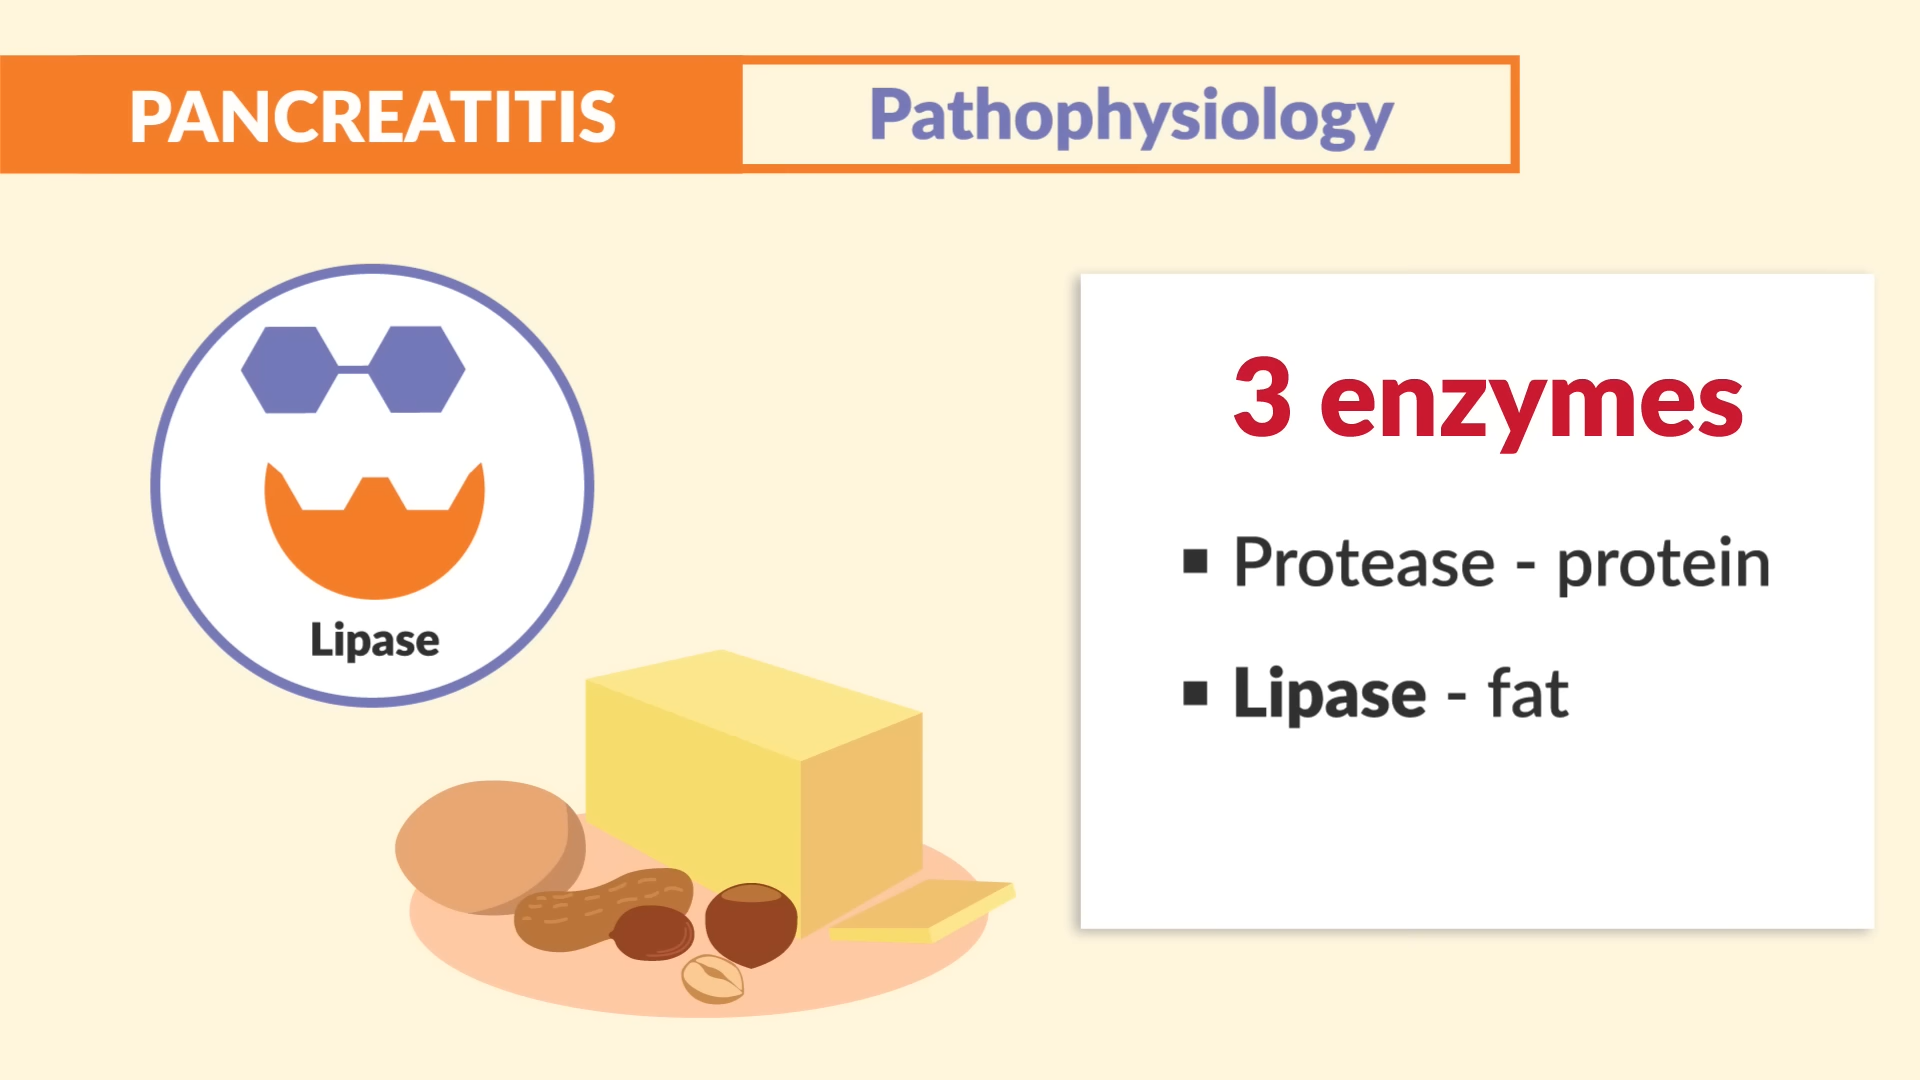 PANCREATITIS
Pathophysiology
Lipase
3 enzymes
▪ Protease - protein
▪ Lipase - fat